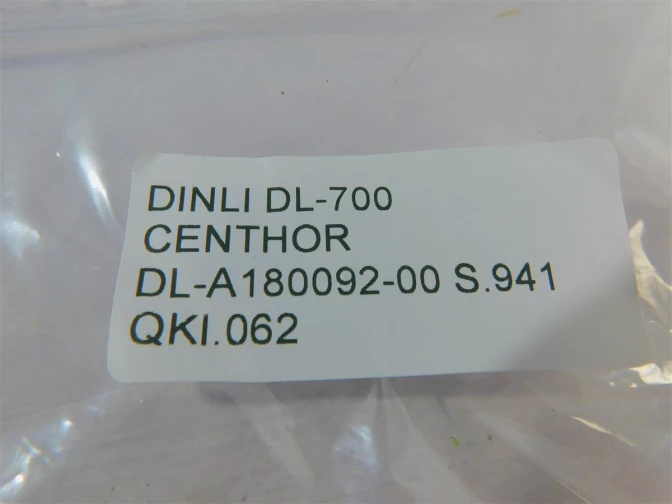 DINLI DL-700
CENTHOR
DL-A180092-00 S.941
QKI.062